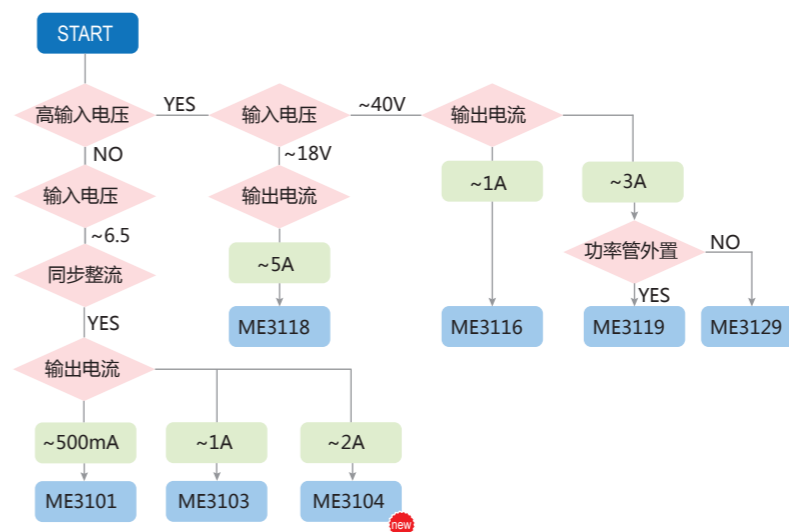 START
高输入电压
YES
输入电压
~40V
输出电流
NO
~18V
~1A
~3A
输入电压
输出电流
~6.5
功率管外置
NO
同步整流
~5A
YES
YES
ME3118
ME3116
ME3119
ME3129
输出电流
~500mA
~1A
~2A
ME3101
ME3103
ME3104
new